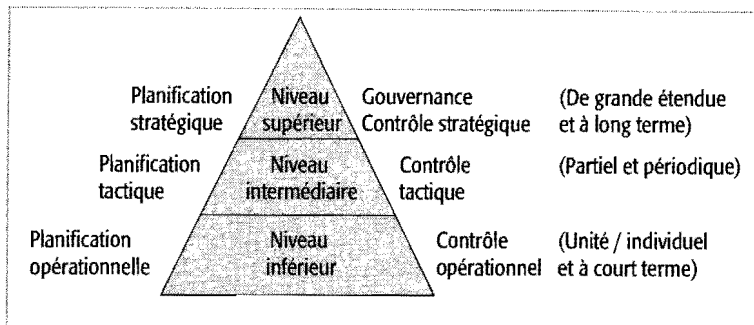 Planification Niveau Gouvernance (De grande étendue
stratégique supérieur Contrôle stratégique et à long terme)
Planification Niveau Contrôle (Partiel et périodique)
tactique intermédiaire tactique
Planification Niveau Contrôle (Unité / individuel
opérationnelle inférieur opérationnel et à court terme)